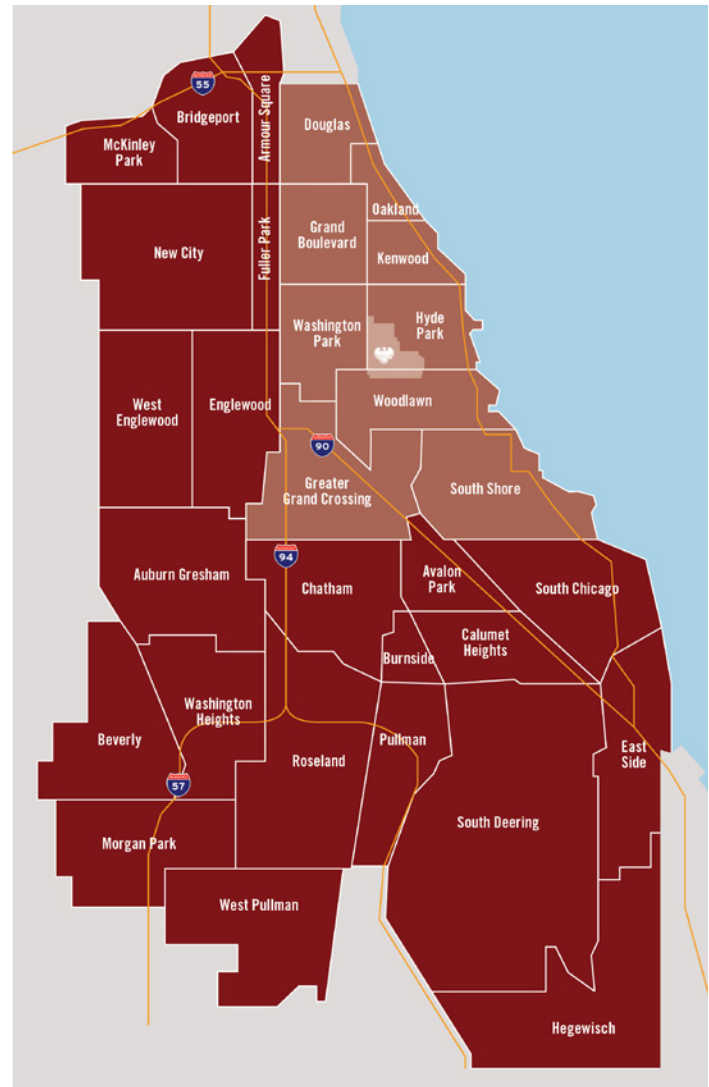 55
Bridgeport
Armour Square
McKinley
Park
Douglas
Oakland
Grand
Boulevard
New City
Fuller Park
Kenwood
Washington
Park
Hyde
Park
West
Englewood
Englewood
Woodlawn
90
Greater
Grand Crossing
South Shore
94
Auburn Gresham
Chatham
Avalon
Park
South Chicago
Burnside
Calumet
Heights
Washington
Heights
Beverly
Roseland
Pullman
East
Side
57
South Deering
Morgan Park
West Pullman
Hegewisch